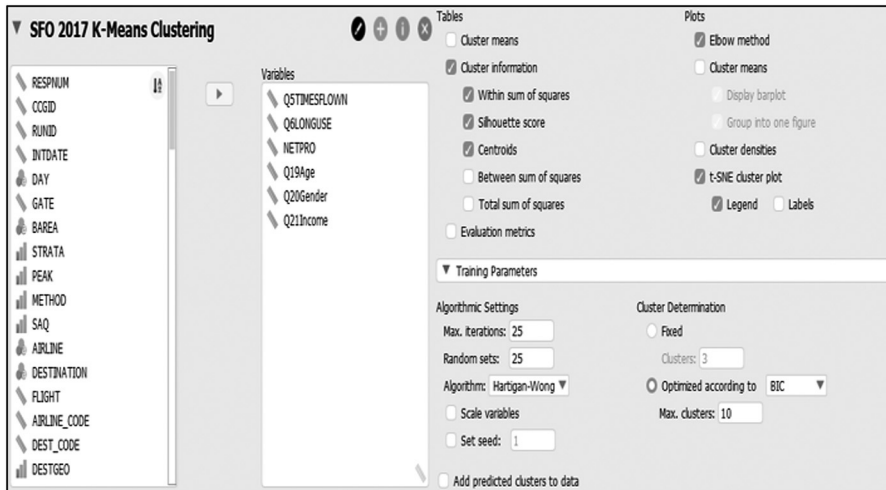 SFO 2017 K-Means Clustering
RESPNUM
CCGID
RUNID
INTDATE
DAY
GATE
BAREA
STRATA
PEAK
METHOD
SAQ
AIRLINE
DESTINATION
FLIGHT
AIRLINE_CODE
DEST_CODE
DESTGEO
Variables
Q5TIMESFLOWN
Q6LONGUSE
NETPRO
Q19Age
Q20Gender
Q21Income
Tables
Cluster means
Cluster information
Within sum of squares
Silhouette score
Centroids
Between sum of squares
Total sum of squares
Evaluation metrics
Plots
Elbow method
Cluster means
Display barplot
Group into one figure
Cluster densities
t-SNE cluster plot
Legend Labels
Training Parameters
Algorithmic Settings
Max. iterations: 25
Random sets: 25
Algorithm: Hartigan-Wong
Scale variables
Set seed: 1
Add predicted clusters to data
Cluster Determination
Fixed
Clusters: 3
Optimized according to BIC
Max. clusters: 10